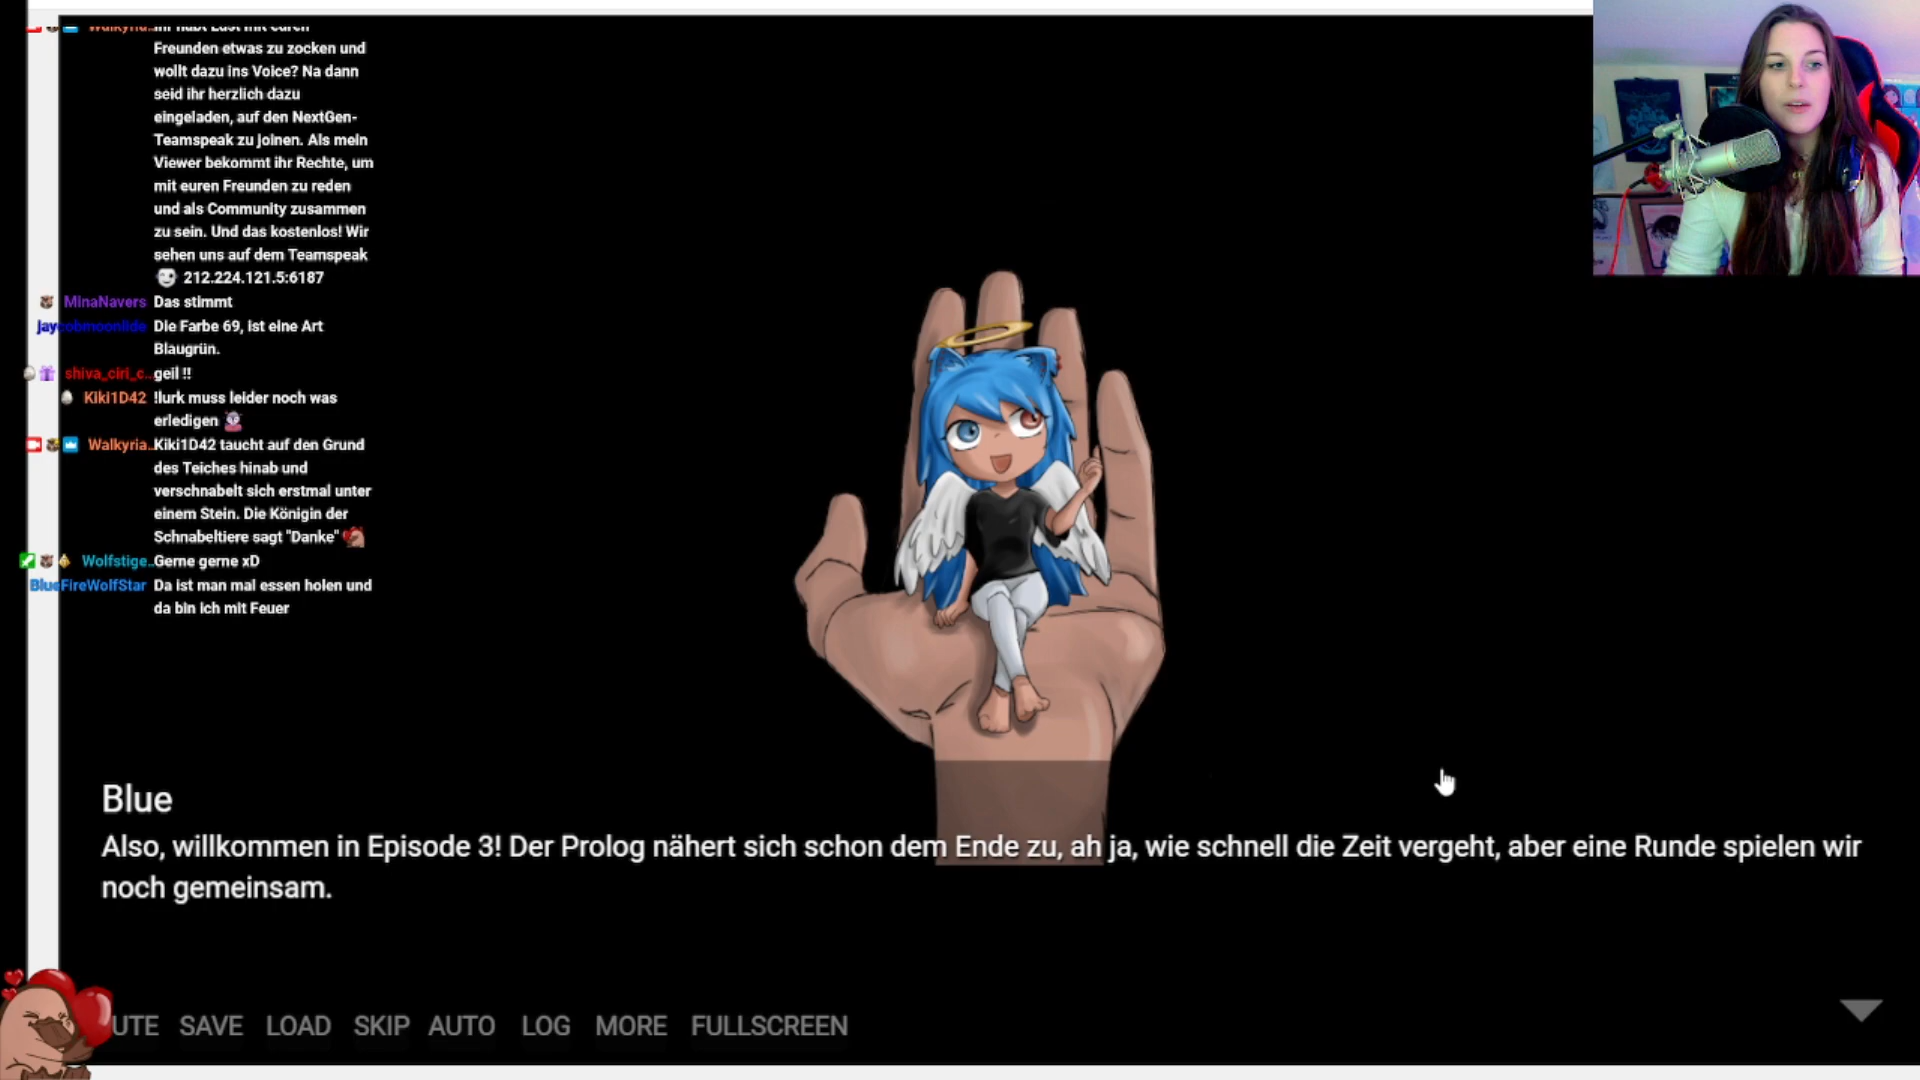 Ihr habt Lust mit euren
Freunden etwas zu zocken und
wollt dazu ins Voice? Na dann
seid ihr herzlich dazu
eingeladen, auf den NextGen-
Teamspeak zu joinen. Als mein
Viewer bekommt ihr Rechte, um
mit euren Freunden zu reden
und als Community zusammen
zu sein. Und das kostenlos! Wir
sehen uns auf dem Teamspeak
212.224.121.5:6187
MinaNavers Das stimmt
jaycobmoonlide Die Farbe 69, ist eine Art
Blaugrün.
shiva_ciri_c... geil !!
Kiki1D42 !lurk muss leider noch was
erledigen
Walkyria... Kiki1D42 taucht auf den Grund
des Teiches hinab und
verschnabelt sich erstmal unter
einem Stein. Die Königin der
Schnabeltiere sagt "Danke"
Wolfstige... Gerne gerne xD
BlueFireWolfStar Da ist man mal essen holen und
da bin ich mit Feuer
Blue
Also, willkommen in Episode 3! Der Prolog nähert sich schon dem Ende zu, ah ja, wie schnell die Zeit vergeht, aber eine Runde spielen wir
noch gemeinsam.
UTE SAVE LOAD SKIP AUTO LOG MORE FULLSCREEN